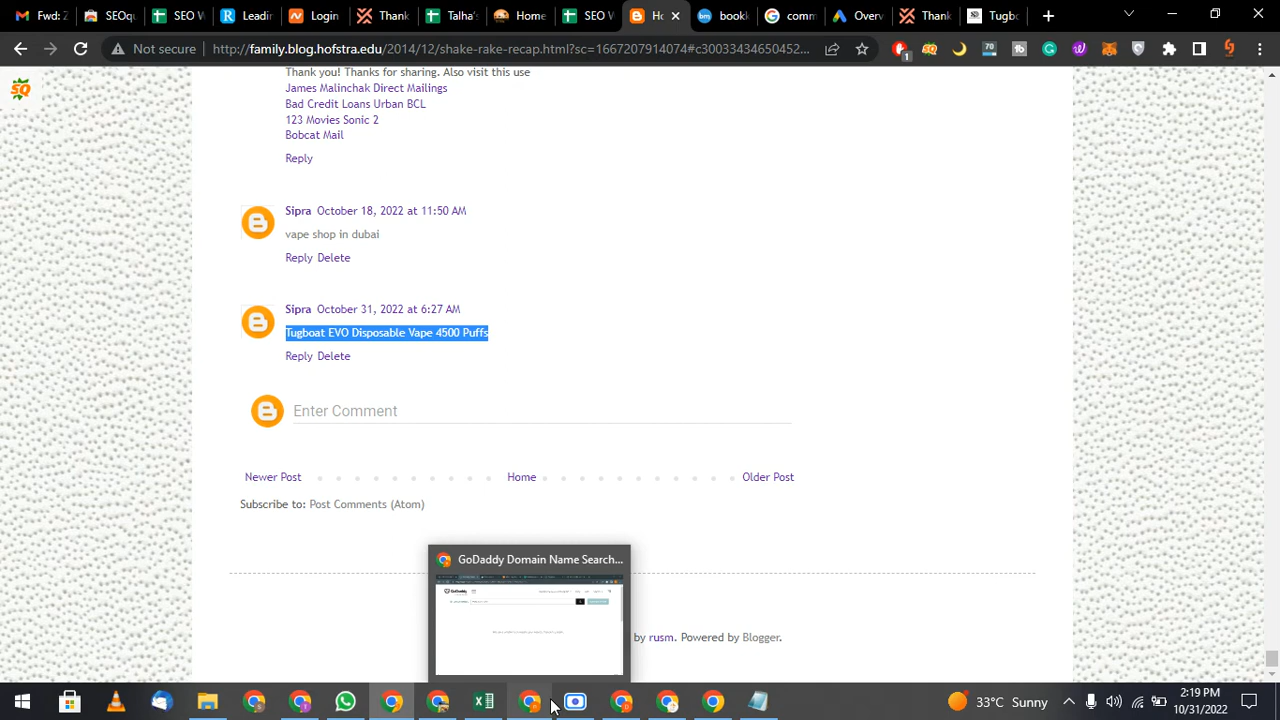 Fwd: Z
SEOqu
SEO W
Leadir
Login
Thank
Talha's
Home
SEO W
Ho
bookk
comm
Overv
Thank
Tugbo
Not secure
http://family.blog.hofstra.edu/2014/12/shake-rake-recap.html?sc=1667207914074#c30033434650452...
Thank you! Thanks for sharing. Also visit this use
James Malinchak Direct Mailings
Bad Credit Loans Urban BCL
123 Movies Sonic 2
Bobcat Mail
Reply
Sipra October 18, 2022 at 11:50 AM
vape shop in dubai
Reply Delete
Sipra October 31, 2022 at 6:27 AM
Tugboat EVO Disposable Vape 4500 Puffs
Reply Delete
Enter Comment
Newer Post Home Older Post
Subscribe to: Post Comments (Atom)
GoDaddy Domain Name Search...
by rusm. Powered by Blogger.
33°C Sunny
2:19 PM
10/31/2022